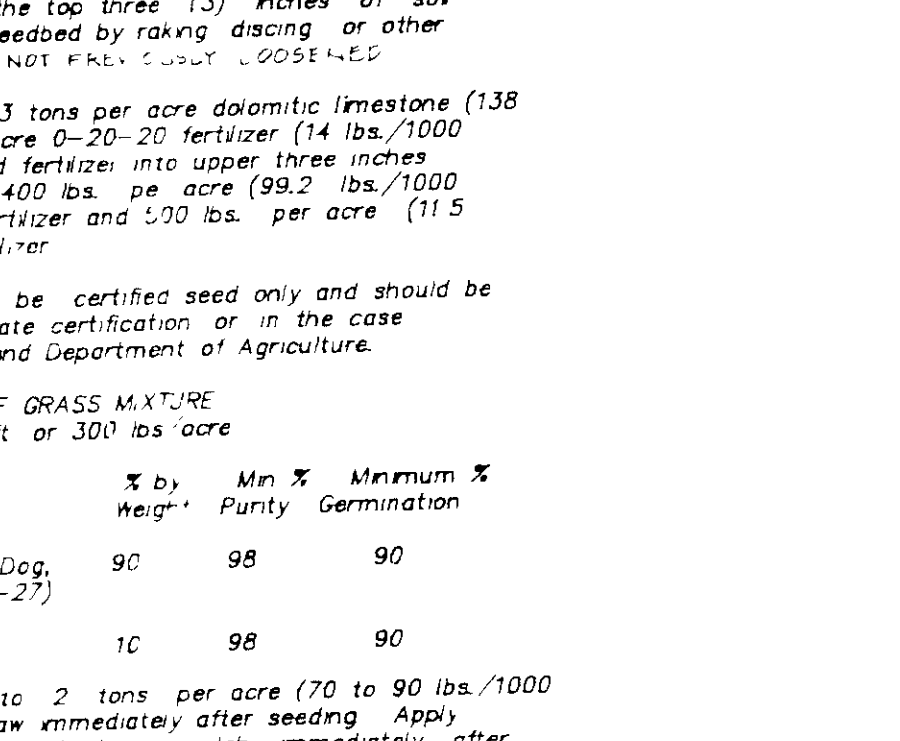 the top three (3) inches of soil
eedbed by raking discing or other
NOT PREVIOUSLY LOOSENED
3 tons per acre dolomitic limestone (138
cre 0-20-20 fertilizer (14 lbs./1000
d fertilizer into upper three inches
400 lbs. pe acre (99.2 lbs./1000
rtilizer and 500 lbs. per acre (11 5
lizer
be certified seed only and should be
ate certification or in the case
nd Department of Agriculture.
F GRASS MIXTURE
t or 300 lbs/acre
% by Min % Minimum %
Weight Purity Germination
Dog, 90 98 90
-27)
10 98 90
to 2 tons per acre (70 to 90 lbs./1000
aw immediately after seeding Apply
immediately after